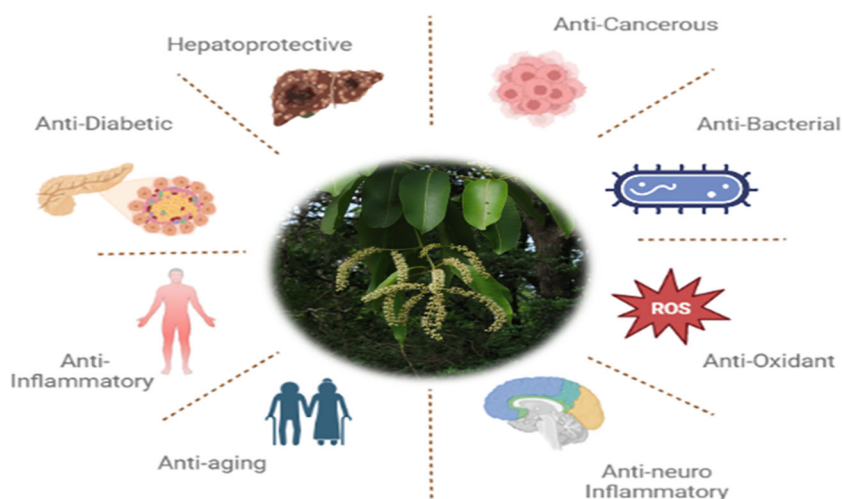 Hepatoprotective
Anti-Cancerous
Anti-Diabetic
Anti-Bacterial
ROS
Anti-
Inflammatory
Anti-Oxidant
Anti-aging
Anti-neuro
Inflammatory